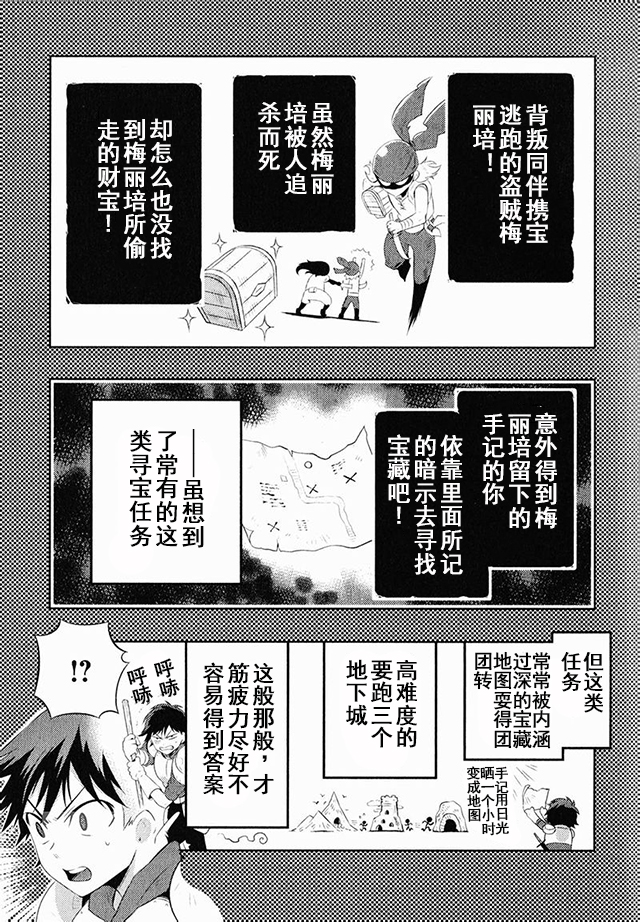 背叛同伴携宝
逃跑的盗贼梅
丽培！
虽然梅丽
培被人追
杀而死
却怎么也没找
到梅丽培所偷
走的财宝！
意外得到梅
丽培留下的
手记的你
依靠里面所记
的暗示去寻找
宝藏吧！
——虽想到
了常有的这
类寻宝任务
但这类
任务
常常被内涵
过深的宝藏
地图耍得团
团转
手记用日光
晒一个小时
变成地图
高难度的
要跑三个
地下城
这般那般，才
筋疲力尽好不
容易得到答案
呼哧
呼哧
!?